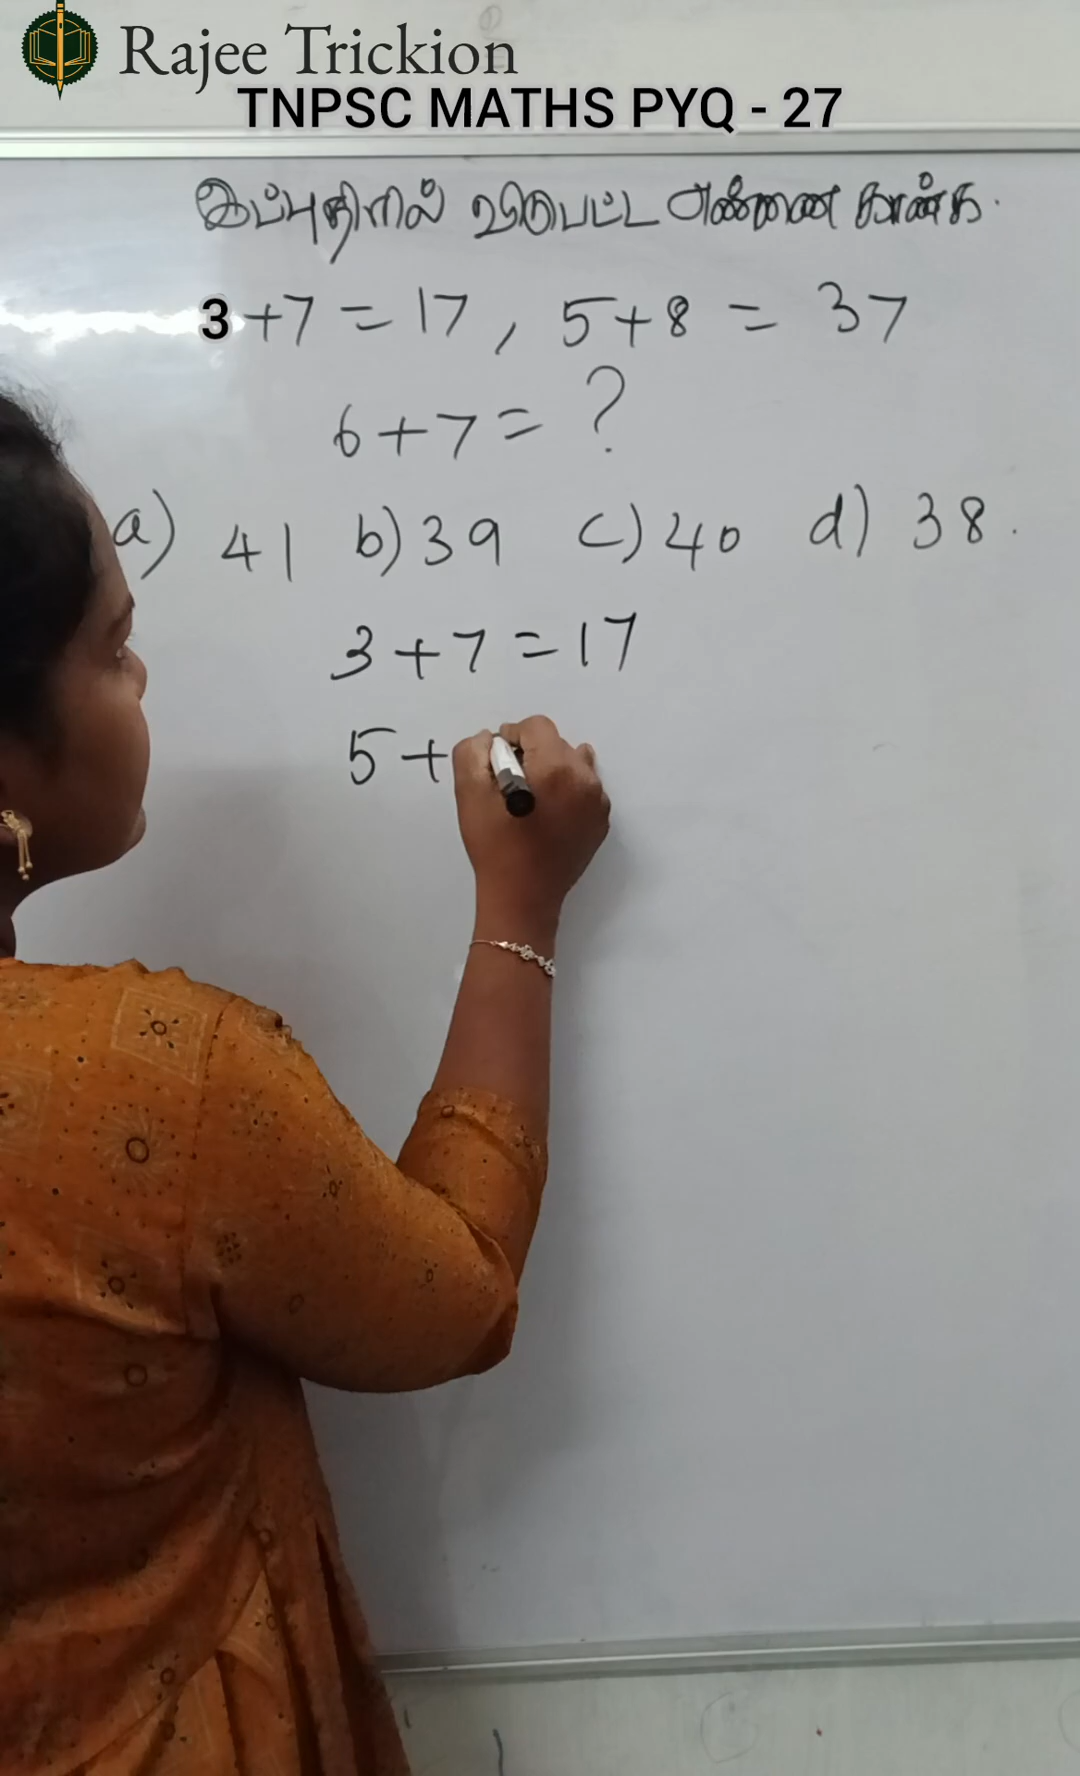 Rajee Trickion
TNPSC MATHS PYQ - 27
இப்புதிரில் விடுபட்ட எண்ணை காண்க.
3+7 = 17, 5+8 = 37
6+7 = ?
a) 41 b) 39 c) 40 d) 38.
3+7 = 17
5+